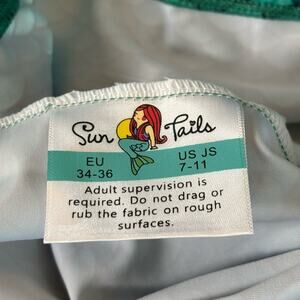 Sun Tails
EU US JS
34-36 7-11
Adult supervision is
required. Do not drag or
rub the fabric on rough
surfaces.